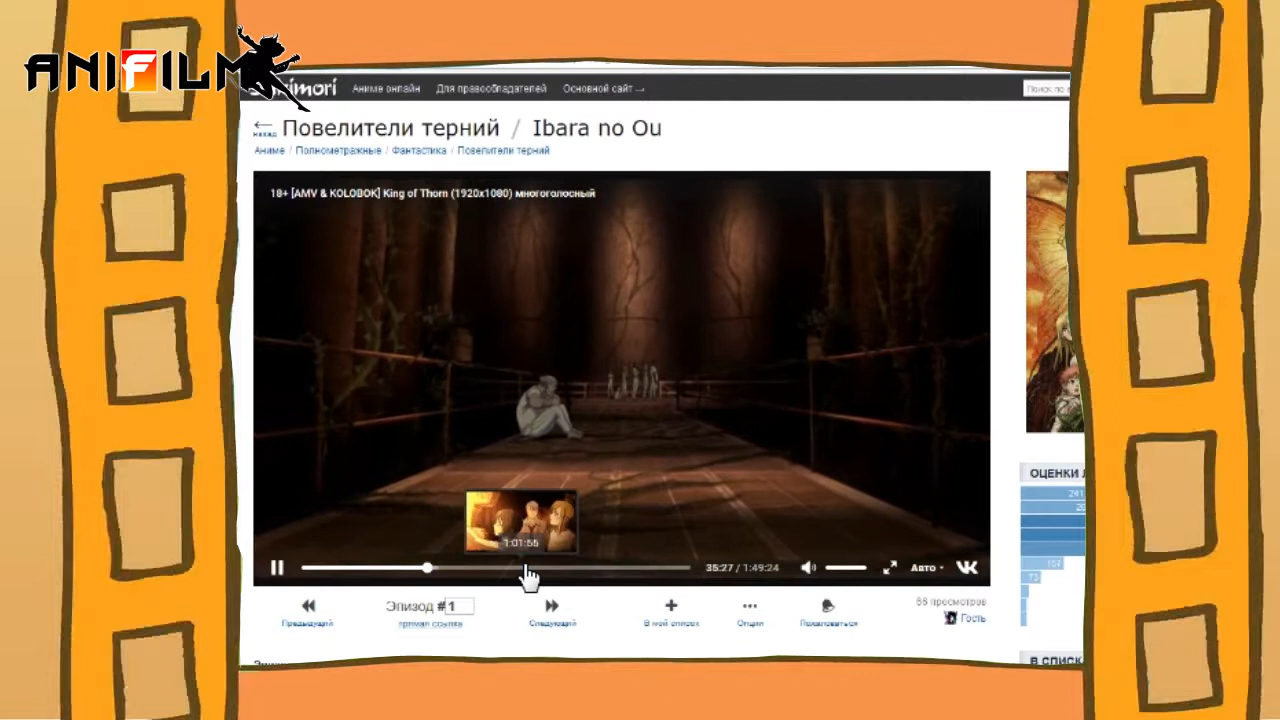 ANIFILM
Аниме онлайн Для правообладателей Основной сайт →
Поиск по
← назад Повелители терний / Ibara no Ou
Аниме / Полнометражные / Фантастика / Повелители терний
18+ [AMV & KOLOBOK] King of Thorn (1920x1080) многоголосный
ОЦЕНКИ
1:01:55
35:27 / 1:49:24 Авто
Эпизод #1
Предыдущий прямая ссылка Следующий В мой список Опции Пожаловаться
66 просмотров
Гость
В СПИСК